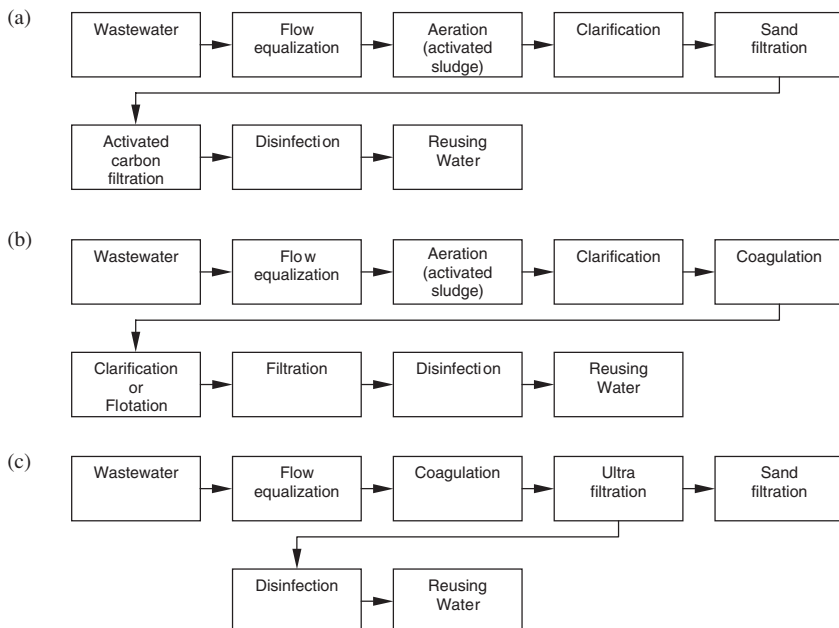 (a)
Wastewater
Flow
equalization
Aeration
(activated
sludge)
Clarification
Sand
filtration
Activated
carbon
filtration
Disinfection
Reusing
Water
(b)
Wastewater
Flow
equalization
Aeration
(activated
sludge)
Clarification
Coagulation
Clarification
or
Flotation
Filtration
Disinfection
Reusing
Water
(c)
Wastewater
Flow
equalization
Coagulation
Ultra
filtration
Sand
filtration
Disinfection
Reusing
Water